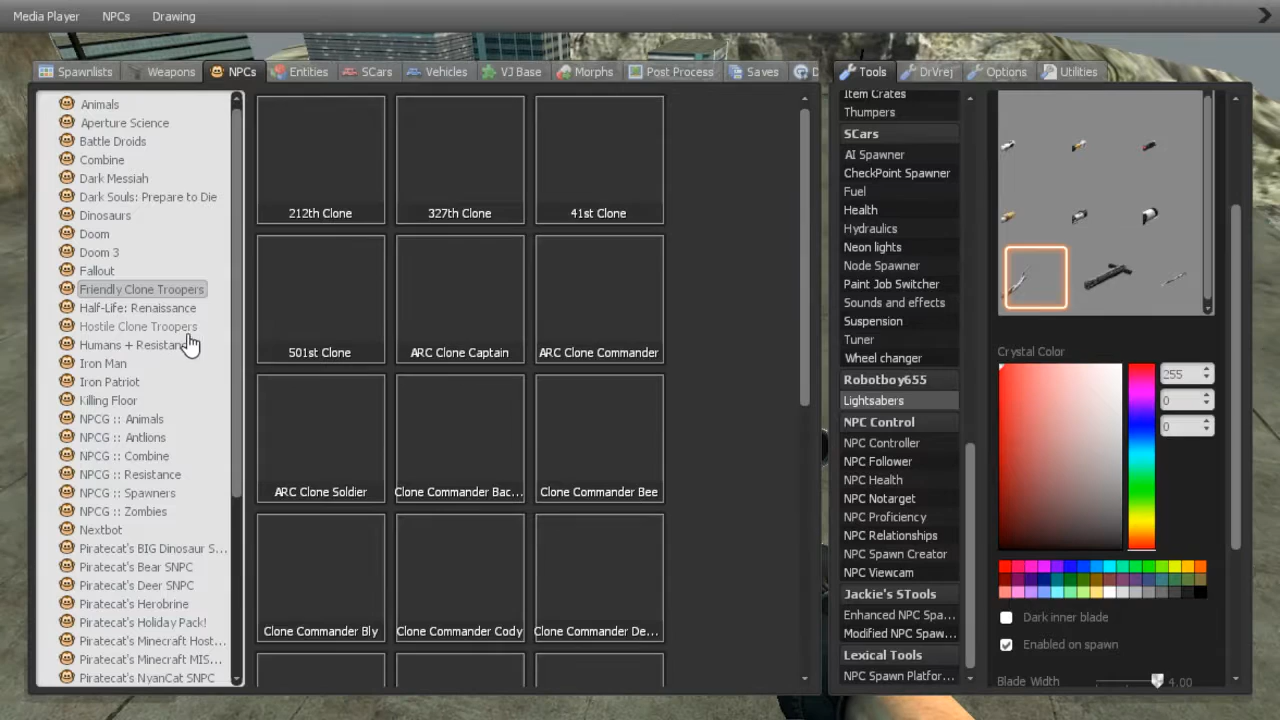 Media Player NPCs Drawing
Spawnlists Weapons NPCs Entities SCars Vehicles VJ Base Morphs Post Process Saves D
Tools DrVrej Options Utilities
Animals
Aperture Science
Battle Droids
Combine
Dark Messiah
Dark Souls: Prepare to Die
Dinosaurs
Doom
Doom 3
Fallout
Friendly Clone Troopers
Half-Life: Renaissance
Hostile Clone Troopers
Humans + Resistan
Iron Man
Iron Patriot
Killing Floor
NPCG :: Animals
NPCG :: Antlions
NPCG :: Combine
NPCG :: Resistance
NPCG :: Spawners
NPCG :: Zombies
Nextbot
Piratecat's BIG Dinosaur S...
Piratecat's Bear SNPC
Piratecat's Deer SNPC
Piratecat's Herobrine
Piratecat's Holiday Pack!
Piratecat's Minecraft Host...
Piratecat's Minecraft MIS...
Piratecat's NyanCat SNPC
212th Clone 327th Clone 41st Clone
501st Clone ARC Clone Captain ARC Clone Commander
ARC Clone Soldier Clone Commander Bac... Clone Commander Bee
Clone Commander Bly Clone Commander Cody Clone Commander De...
Item Crates
Thumpers
SCars
AI Spawner
CheckPoint Spawner
Fuel
Health
Hydraulics
Neon lights
Node Spawner
Paint Job Switcher
Sounds and effects
Suspension
Tuner
Wheel changer
Robotboy655
Lightsabers
NPC Control
NPC Controller
NPC Follower
NPC Health
NPC Notarget
NPC Proficiency
NPC Relationships
NPC Spawn Creator
NPC Viewcam
Jackie's STools
Enhanced NPC Spa...
Modified NPC Spaw...
Lexical Tools
NPC Spawn Platfor...
Crystal Color
255
0
0
Dark inner blade
Enabled on spawn
Blade Width 4.00